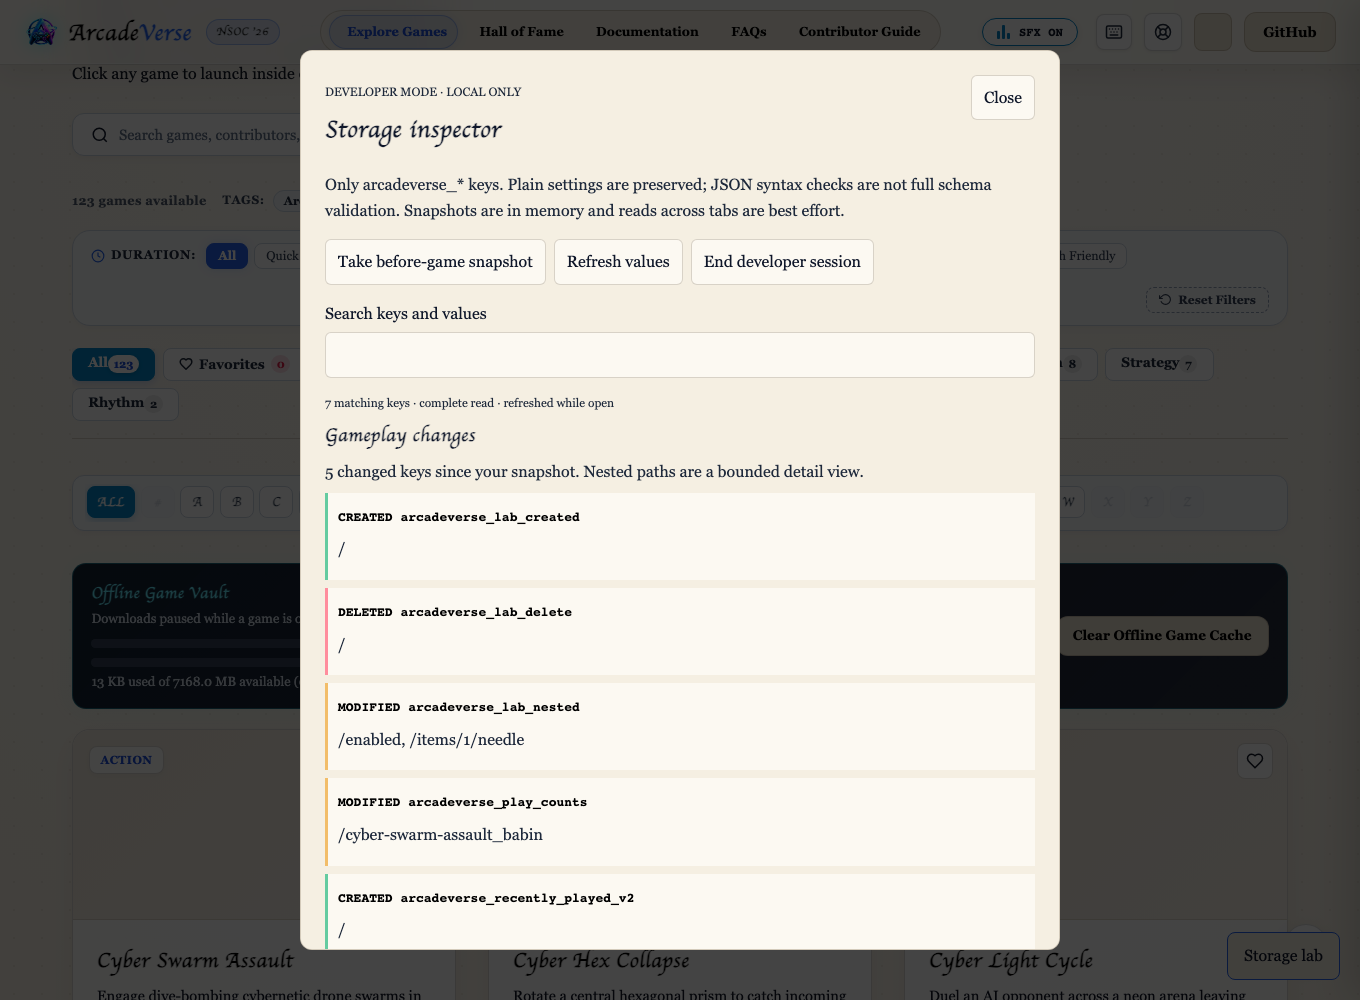 ArcadeVerse NSOC '26 Explore Games Hall of Fame Documentation FAQs Contributor Guide SFX ON GitHub
Click any game to launch inside
Search games, contributors,
123 games available TAGS:
DURATION: All Quick Friendly
Reset Filters
All 123 Favorites 0 8 Strategy 7
Rhythm 2
ALL A B C W X Y Z
Offline Game Vault
Downloads paused while a game is
13 KB used of 7168.0 MB available
Clear Offline Game Cache
ACTION
DEVELOPER MODE · LOCAL ONLY
Close
Storage inspector
Only arcadeverse_* keys. Plain settings are preserved; JSON syntax checks are not full schema
validation. Snapshots are in memory and reads across tabs are best effort.
Take before-game snapshot Refresh values End developer session
Search keys and values
7 matching keys · complete read · refreshed while open
Gameplay changes
5 changed keys since your snapshot. Nested paths are a bounded detail view.
CREATED arcadeverse_lab_created
/
DELETED arcadeverse_lab_delete
/
MODIFIED arcadeverse_lab_nested
/enabled, /items/1/needle
MODIFIED arcadeverse_play_counts
/cyber-swarm-assault_babin
CREATED arcadeverse_recently_played_v2
/
Cyber Swarm Assault Cyber Hex Collapse Cyber Light Cycle
Storage lab
Engage dive-bombing cybernetic drone swarms in Rotate a central hexagonal prism to catch incoming Duel an AI opponent across a neon arena leaving